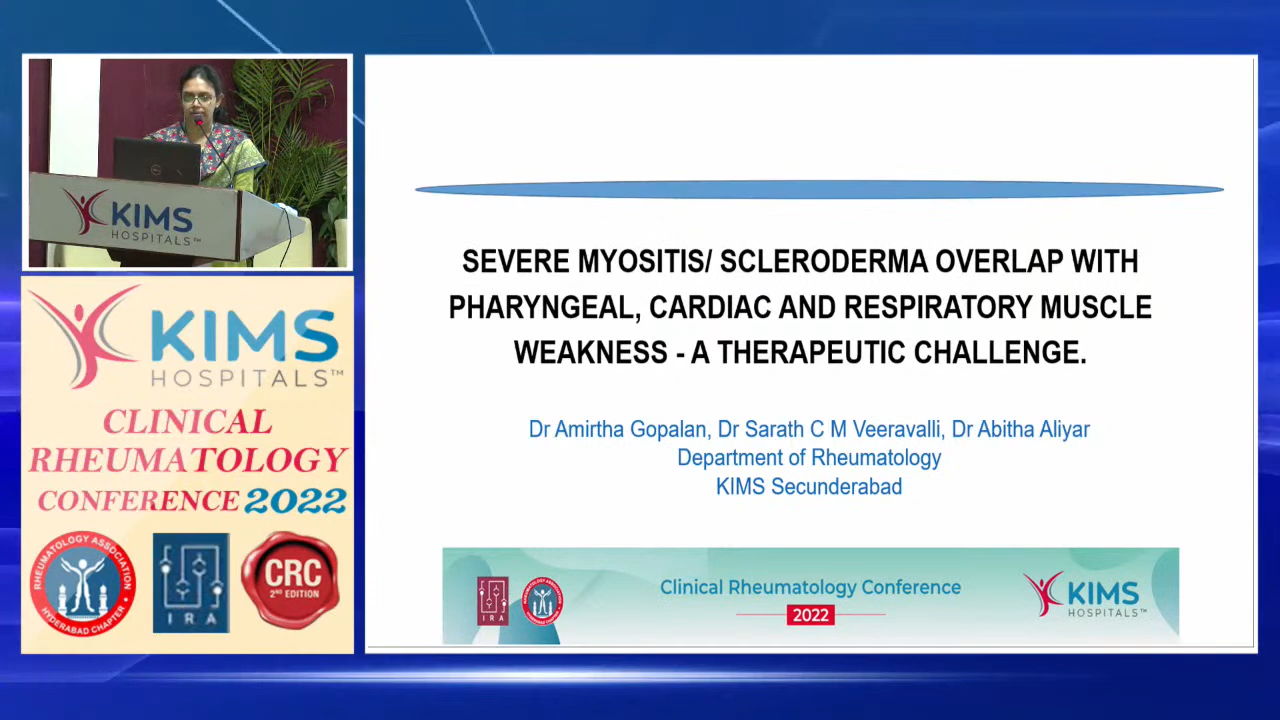 KIMS
HOSPITALS™
KIMS
HOSPITALS™
CLINICAL
RHEUMATOLOGY
CONFERENCE 2022
RHEUMATOLOGY ASSOCIATION
HYDERABAD CHAPTER
IRA
CRC
2ND EDITION
SEVERE MYOSITIS/ SCLERODERMA OVERLAP WITH
PHARYNGEAL, CARDIAC AND RESPIRATORY MUSCLE
WEAKNESS - A THERAPEUTIC CHALLENGE.
Dr Amirtha Gopalan, Dr Sarath C M Veeravalli, Dr Abitha Aliyar
Department of Rheumatology
KIMS Secunderabad
IRA
Clinical Rheumatology Conference
2022
KIMS
HOSPITALS™